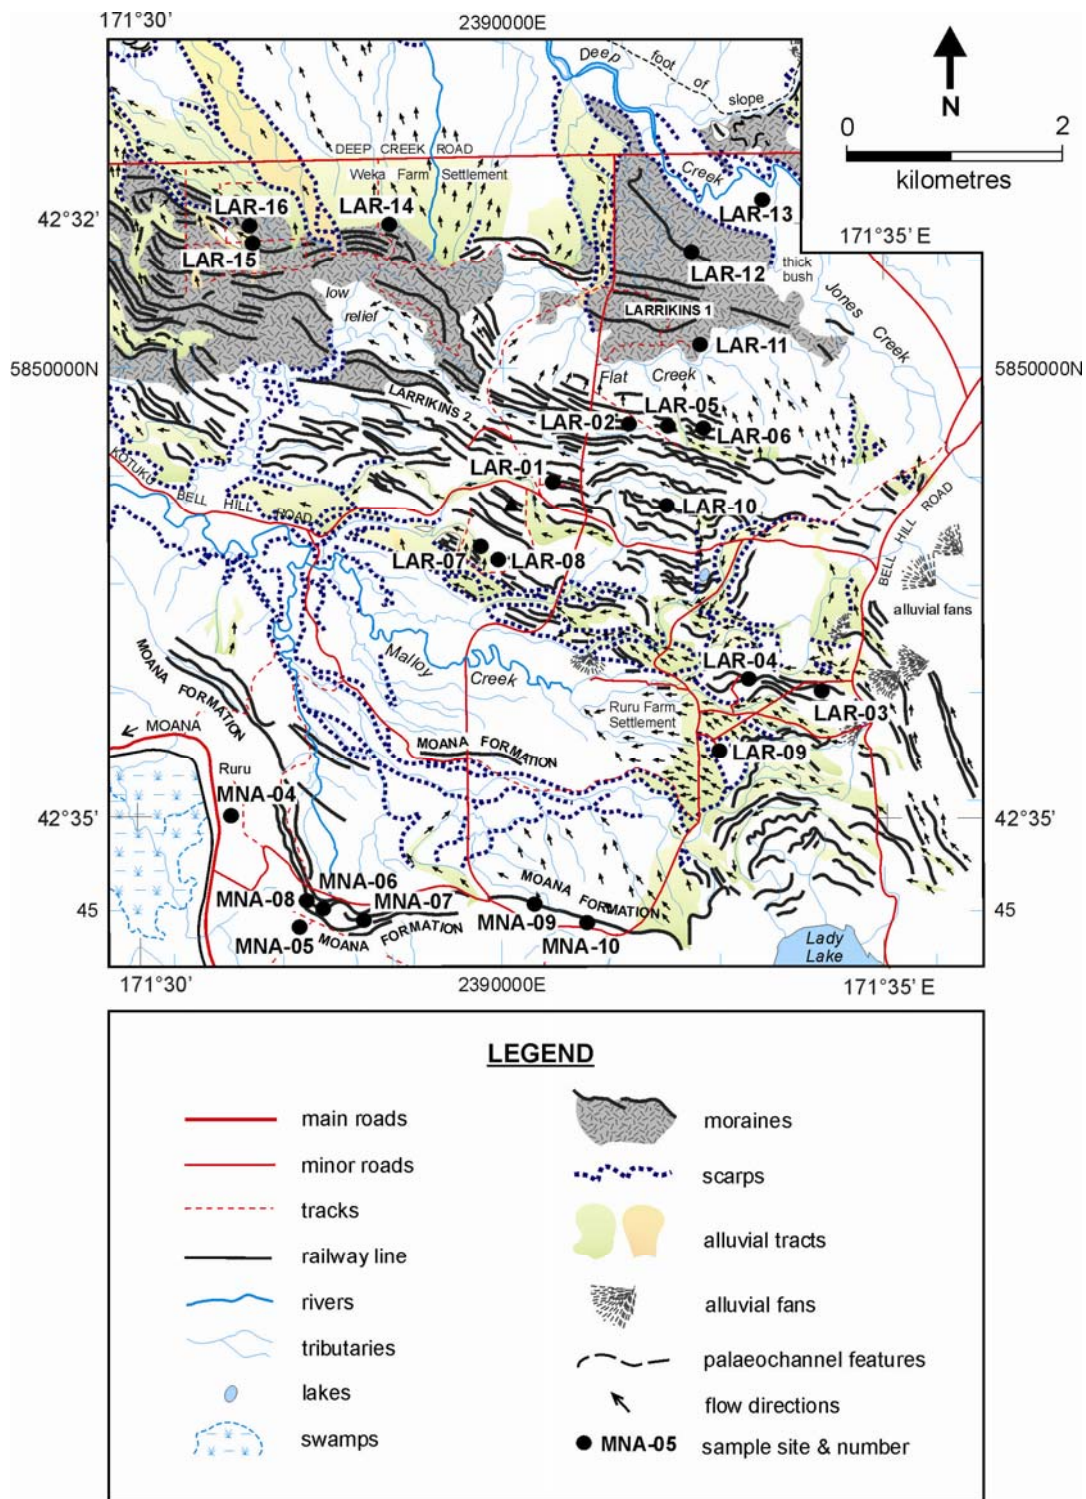 171°30'
2390000E
N
0 2
kilometres
Deep
foot of
slope
DEEP CREEK ROAD
Weka Farm Settlement
Creek
LAR-16
LAR-14
LAR-13
42°32'
171°35' E
LAR-15
LAR-12
thick
bush
low
relief
LARRIKINS 1
Jones
Creek
LAR-11
5850000N
5850000N
Flat Creek
LARRIKINS 2
LAR-05
LAR-02
LAR-06
KOTUKU
BELL HILL
ROAD
LAR-01
LAR-10
BELL HILL ROAD
LAR-07
LAR-08
alluvial fans
MOANA FORMATION
Malloy
Creek
LAR-04
LAR-03
Ruru Farm
Settlement
MOANA
MOANA FORMATION
LAR-09
Ruru
MNA-04
42°35'
42°35'
MNA-06
MNA-08
MNA-07
MOANA FORMATION
45
45
MNA-09
MNA-05
MOANA FORMATION
MNA-10
Lady
Lake
171°30'
2390000E
171°35' E
LEGEND
main roads
minor roads
tracks
railway line
rivers
tributaries
lakes
swamps
moraines
scarps
alluvial tracts
alluvial fans
palaeochannel features
flow directions
MNA-05 sample site & number